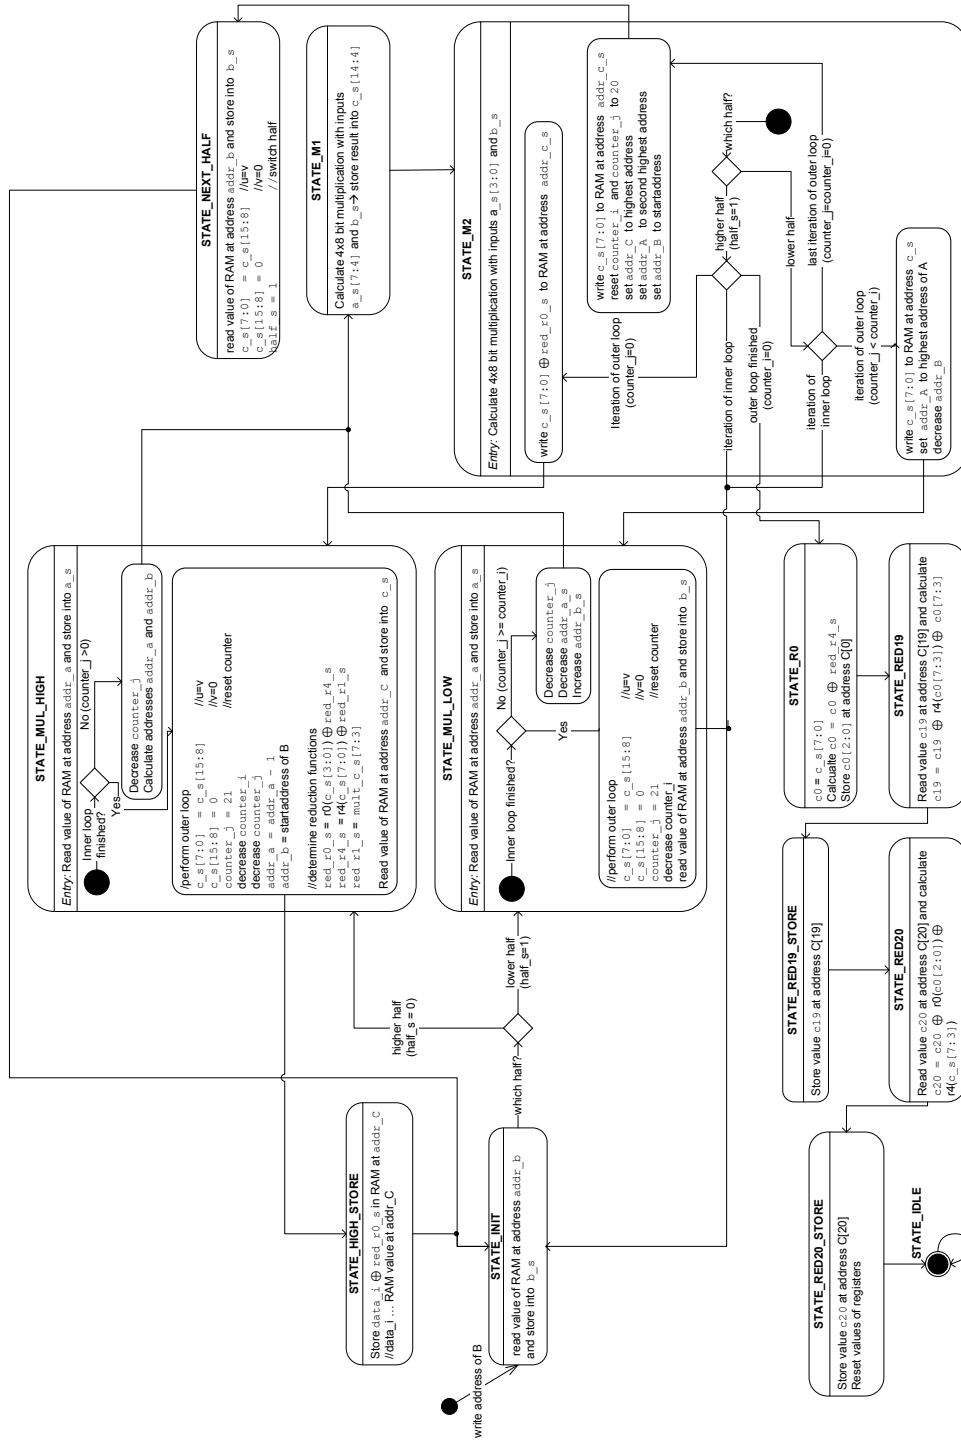 write address of B
STATE_INIT
read value of RAM at address addr_b
and store into b_s
STATE_HIGH_STORE
Store data_i ⊕ red_r0_s in RAM at addr_C
//data_i … RAM value at addr_C
which half?
higher half
(half_s = 0)
lower half
(half_s=1)
STATE_MUL_HIGH
Entry: Read value of RAM at address addr_a and store into a_s
Inner loop
finished?
No (counter_j >0)
Yes
Decrease counter_j
Calculate addresses addr_a and addr_b
/perform outer loop
c_s[7:0] = c_s[15:8] //u=v
c_s[15:8] = 0 //v=0
counter_j = 21 //reset counter
decrease counter_i
decrease counter_j
addr_a = addr_a - 1
addr_b = startaddress of B
//determine reduction functions
red_r0_s = r0(c_s[3:0]) ⊕ red_r4_s
red_r4_s = r4(c_s[7:0]) ⊕ red_r1_s
red_r1_s = mult_c_s[7:3]
Read value of RAM at address addr_C and store into c_s
STATE_MUL_LOW
Entry: Read value of RAM at address addr_a and store into a_s
Inner loop finished?
No (counter_j >= counter_i)
Yes
Decrease counter_j
Decrease addr_a_s
Increase addr_b_s
//perform outer loop
c_s[7:0] = c_s[15:8] //u=v
c_s[15:8] = 0 //v=0
counter_j = 21 //reset counter
decrease counter_i
read value of RAM at address addr_b and store into b_s
STATE_NEXT_HALF
read value of RAM at address addr_b and store into b_s
c_s[7:0] = c_s[15:8] //u=v
c_s[15:8] = 0 //v=0
half_s = 1 //switch half
STATE_M1
Calculate 4x8 bit multiplication with inputs
a_s[7:4] and b_s→ store result into c_s[14:4]
STATE_M2
Entry: Calculate 4x8 bit multiplication with inputs a_s[3:0] and b_s
write c_s[7:0] ⊕ red_r0_s to RAM at address addr_c_s
write c_s[7:0] to RAM at address addr_c_s
reset counter_i and counter_j to 20
set addr_C to highest address
set addr_A to second highest address
set addr_B to startaddress
which half?
higher half
(half_s=1)
lower half
Iteration of outer loop
(counter_j=0)
iteration of inner loop
outer loop finished
(counter_i=0)
last iteration of outer loop
(counter_j=counter_i=0)
iteration of
inner loop
iteration of outer loop
(counter_j < counter_i)
write c_s[7:0] to RAM at address c_s
set addr_A to highest address of A
decrease addr_B
STATE_R0
c0 = c_s[7:0]
Calcualte c0 = c0 ⊕ red_r4_s
Store c0[2:0] at address C[0]
STATE_RED19
Read value c19 at address C[19] and calculate
c19 = c19 ⊕ r4(c0[7:3]) ⊕ c0[7:3]
STATE_RED19_STORE
Store value c19 at address C[19]
STATE_RED20
Read value c20 at address C[20] and calculate
c20 = c20 ⊕ r0(c0[2:0]) ⊕
r4(c_s[7:3])
STATE_RED20_STORE
Store value c20 at address C[20]
Reset values of registers
STATE_IDLE